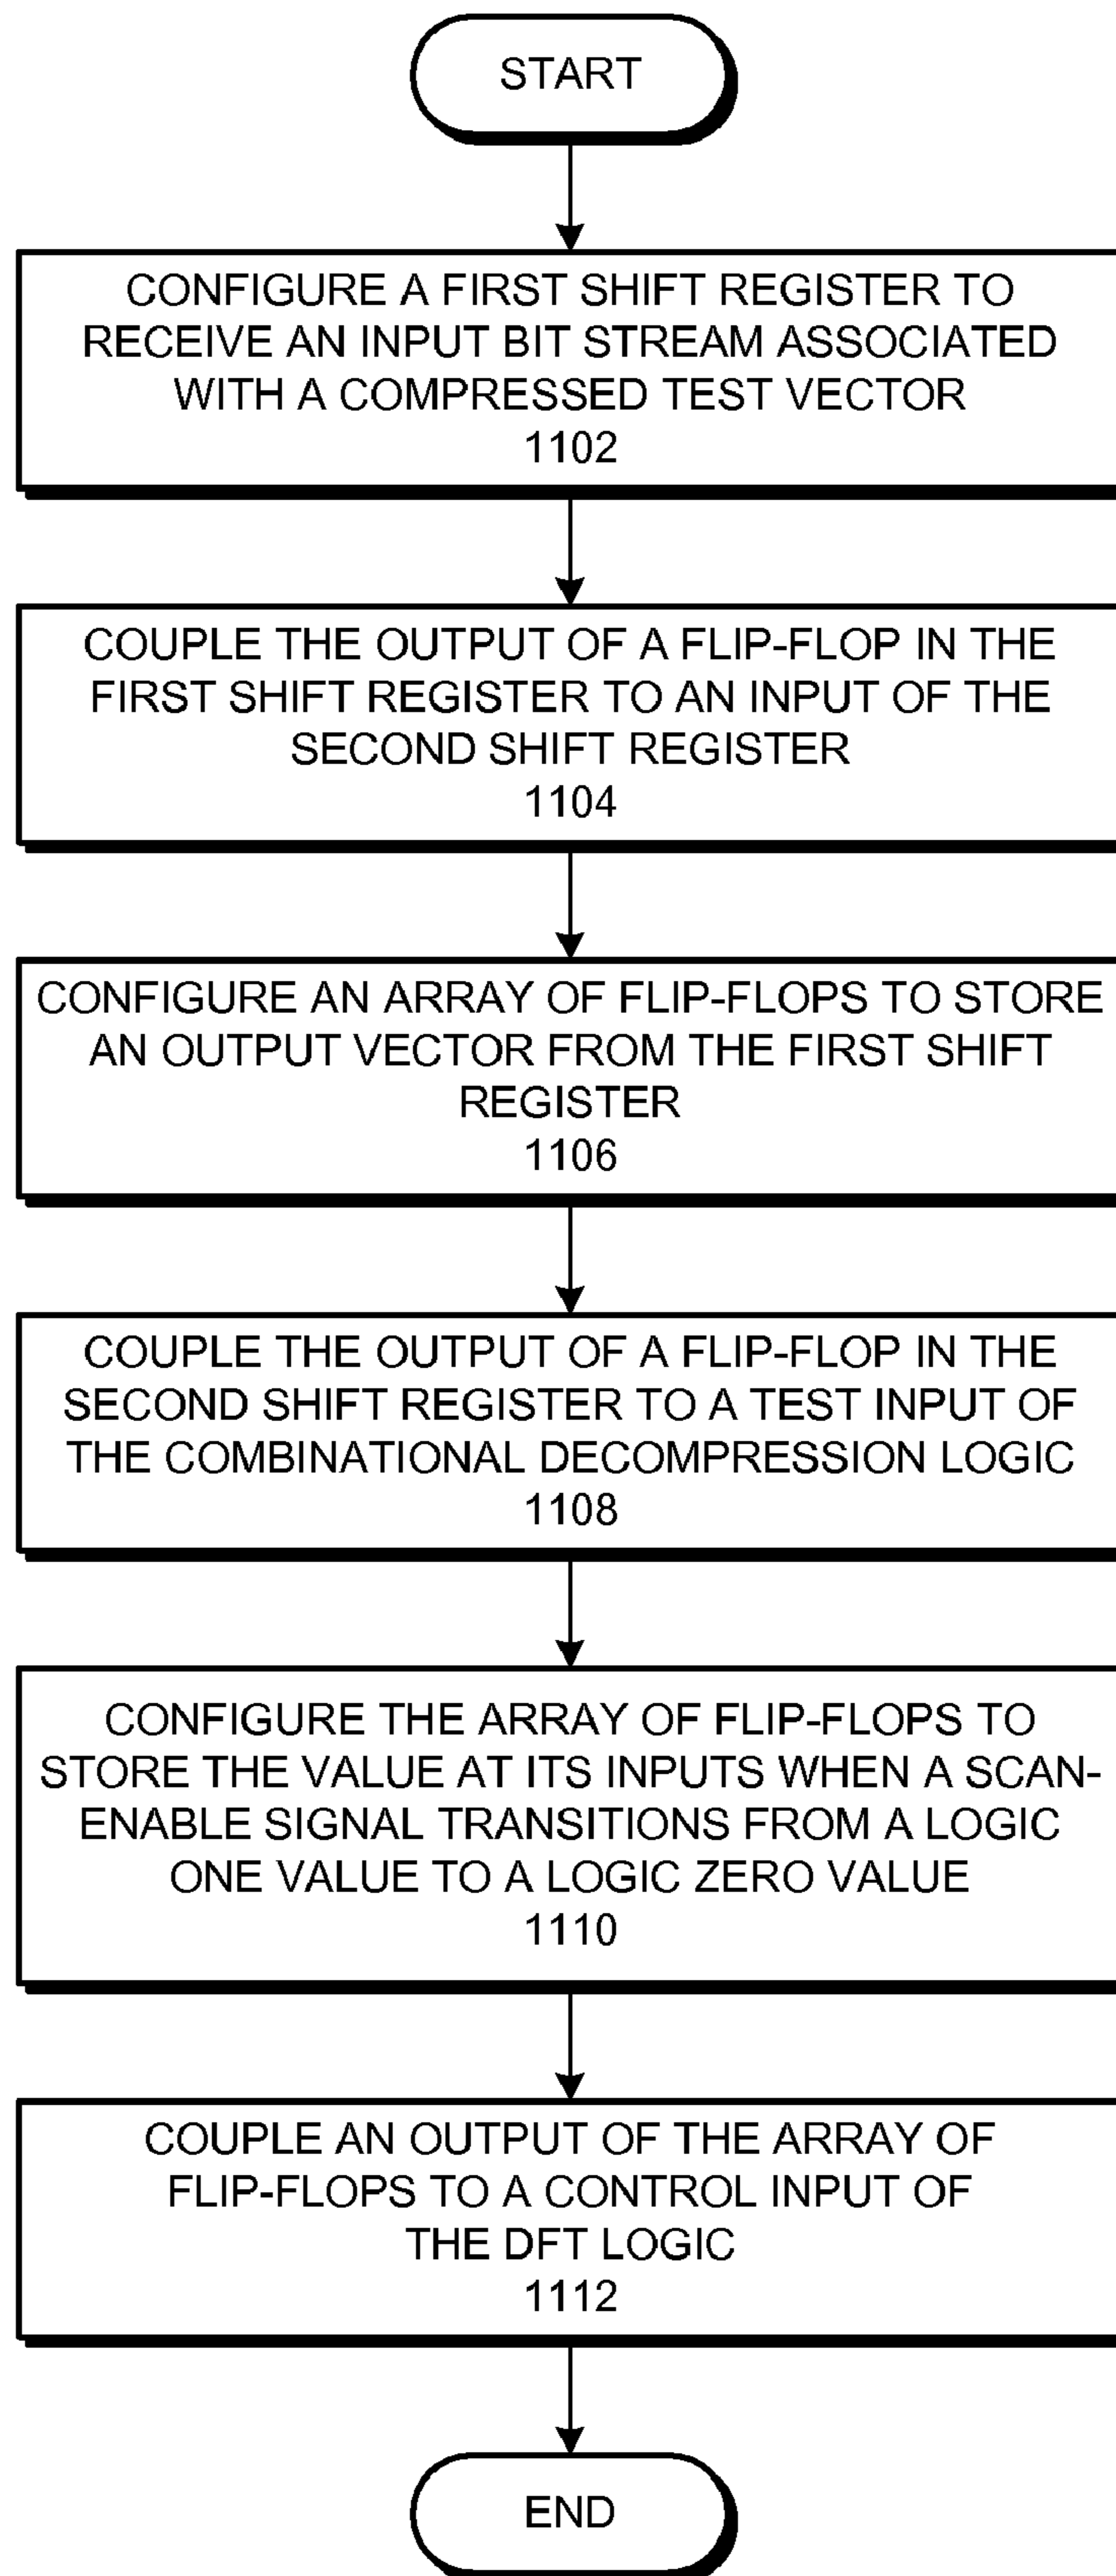 START
CONFIGURE A FIRST SHIFT REGISTER TO
RECEIVE AN INPUT BIT STREAM ASSOCIATED
WITH A COMPRESSED TEST VECTOR
1102
COUPLE THE OUTPUT OF A FLIP-FLOP IN THE
FIRST SHIFT REGISTER TO AN INPUT OF THE
SECOND SHIFT REGISTER
1104
CONFIGURE AN ARRAY OF FLIP-FLOPS TO STORE
AN OUTPUT VECTOR FROM THE FIRST SHIFT
REGISTER
1106
COUPLE THE OUTPUT OF A FLIP-FLOP IN THE
SECOND SHIFT REGISTER TO A TEST INPUT OF
THE COMBINATIONAL DECOMPRESSION LOGIC
1108
CONFIGURE THE ARRAY OF FLIP-FLOPS TO
STORE THE VALUE AT ITS INPUTS WHEN A SCAN-
ENABLE SIGNAL TRANSITIONS FROM A LOGIC
ONE VALUE TO A LOGIC ZERO VALUE
1110
COUPLE AN OUTPUT OF THE ARRAY OF
FLIP-FLOPS TO A CONTROL INPUT OF
THE DFT LOGIC
1112
END